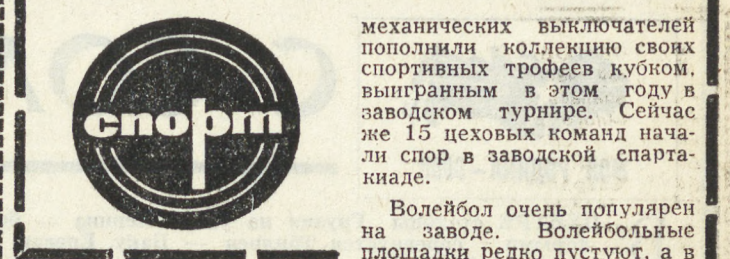 спорт
механических выключателей
пополнили коллекцию своих
спортивных трофеев кубком,
выигранным в этом году в
заводском турнире. Сейчас
же 15 цеховых команд нача-
ли спор в заводской спарта-
киаде.
Волейбол очень популярен
на заводе. Волейбольные
площадки редко пустуют, а в